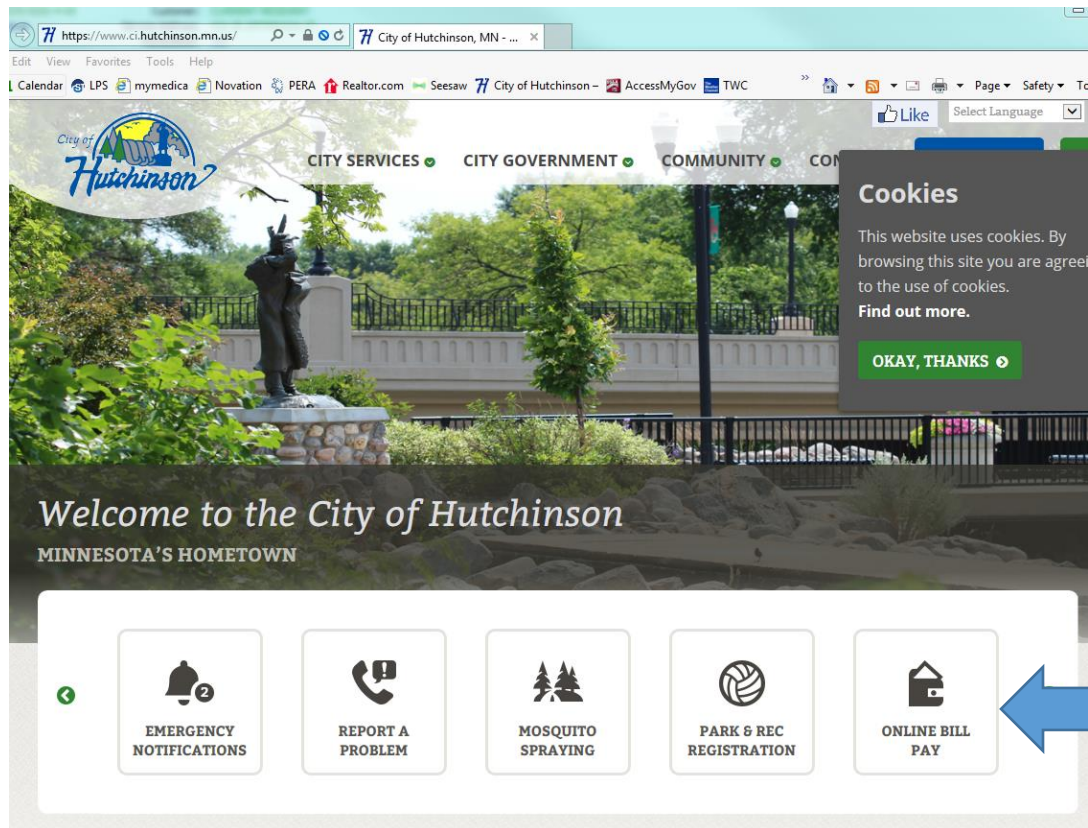 https://www.ci.hutchinson.mn.us/
City of Hutchinson, MN - ...
Edit View Favorites Tools Help
Calendar LPS mymedica Novation PERA Realtor.com Seesaw City of Hutchinson – AccessMyGov TWC » Page Safety To
Like Select Language
City of
Hutchinson
CITY SERVICES CITY GOVERNMENT COMMUNITY CON
Cookies
This website uses cookies. By
browsing this site you are agreei
to the use of cookies.
Find out more.
OKAY, THANKS
Welcome to the City of Hutchinson
MINNESOTA'S HOMETOWN
2
EMERGENCY
NOTIFICATIONS
REPORT A
PROBLEM
MOSQUITO
SPRAYING
PARK & REC
REGISTRATION
ONLINE BILL
PAY